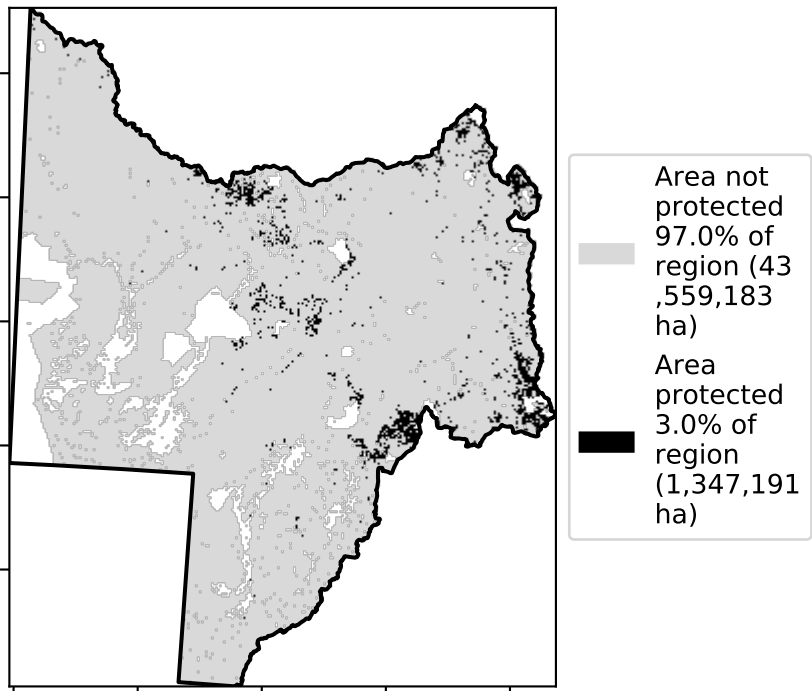 Area not
protected
97.0% of
region (43
,559,183
ha)
Area
protected
3.0% of
region
(1,347,191
ha)